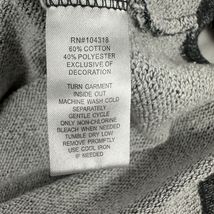 RN#104318
60% COTTON
40% POLYESTER
EXCLUSIVE OF
DECORATION
TURN GARMENT
INSIDE OUT
MACHINE WASH COLD
SEPARATELY
GENTLE CYCLE
ONLY NON-CHLORINE
BLEACH WHEN NEEDED
TUMBLE DRY LOW
REMOVE PROMPTLY
USE COOL IRON
IF NEEDED